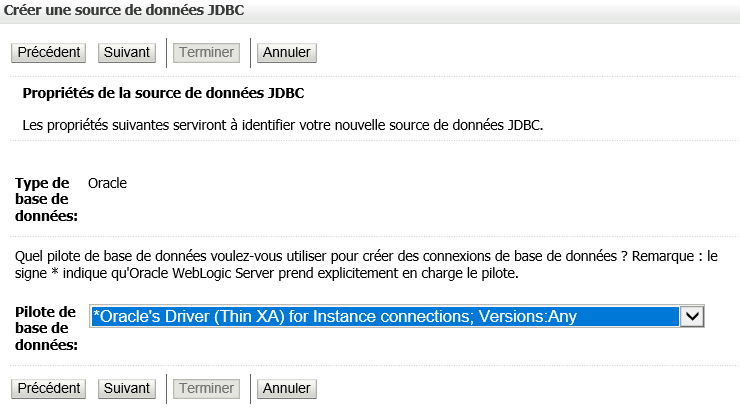 Créer une source de données JDBC
Précédent Suivant Terminer Annuler
Propriétés de la source de données JDBC
Les propriétés suivantes serviront à identifier votre nouvelle source de données JDBC.
Type de base de données: Oracle
Quel pilote de base de données voulez-vous utiliser pour créer des connexions de base de données ? Remarque : le
signe * indique qu'Oracle WebLogic Server prend explicitement en charge le pilote.
Pilote de base de données: *Oracle's Driver (Thin XA) for Instance connections; Versions:Any
Précédent Suivant Terminer Annuler